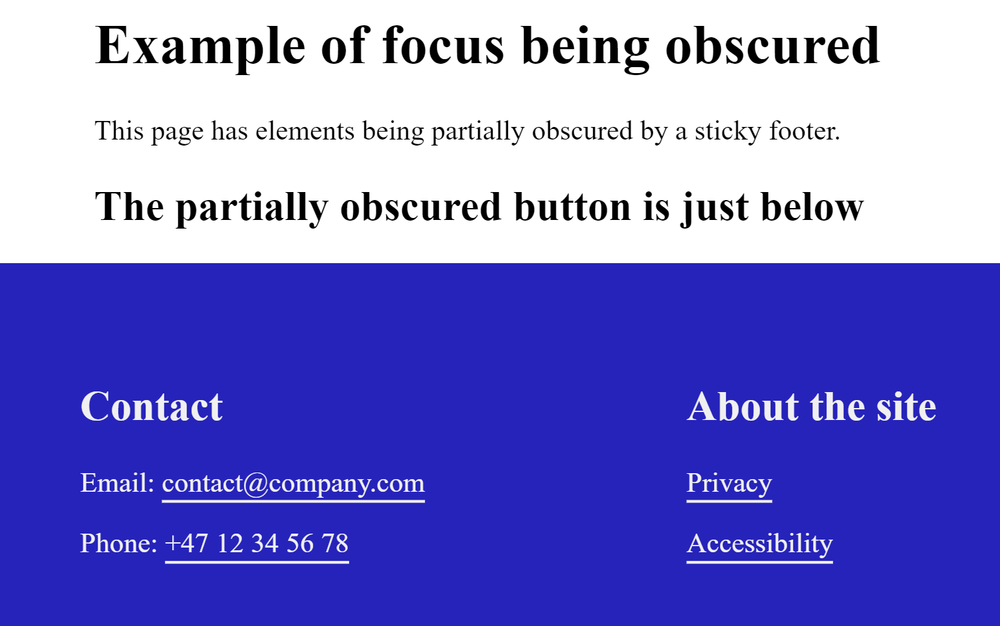 Example of focus being obscured
This page has elements being partially obscured by a sticky footer.
The partially obscured button is just below
Contact
Email: contact@company.com
Phone: +47 12 34 56 78
About the site
Privacy
Accessibility